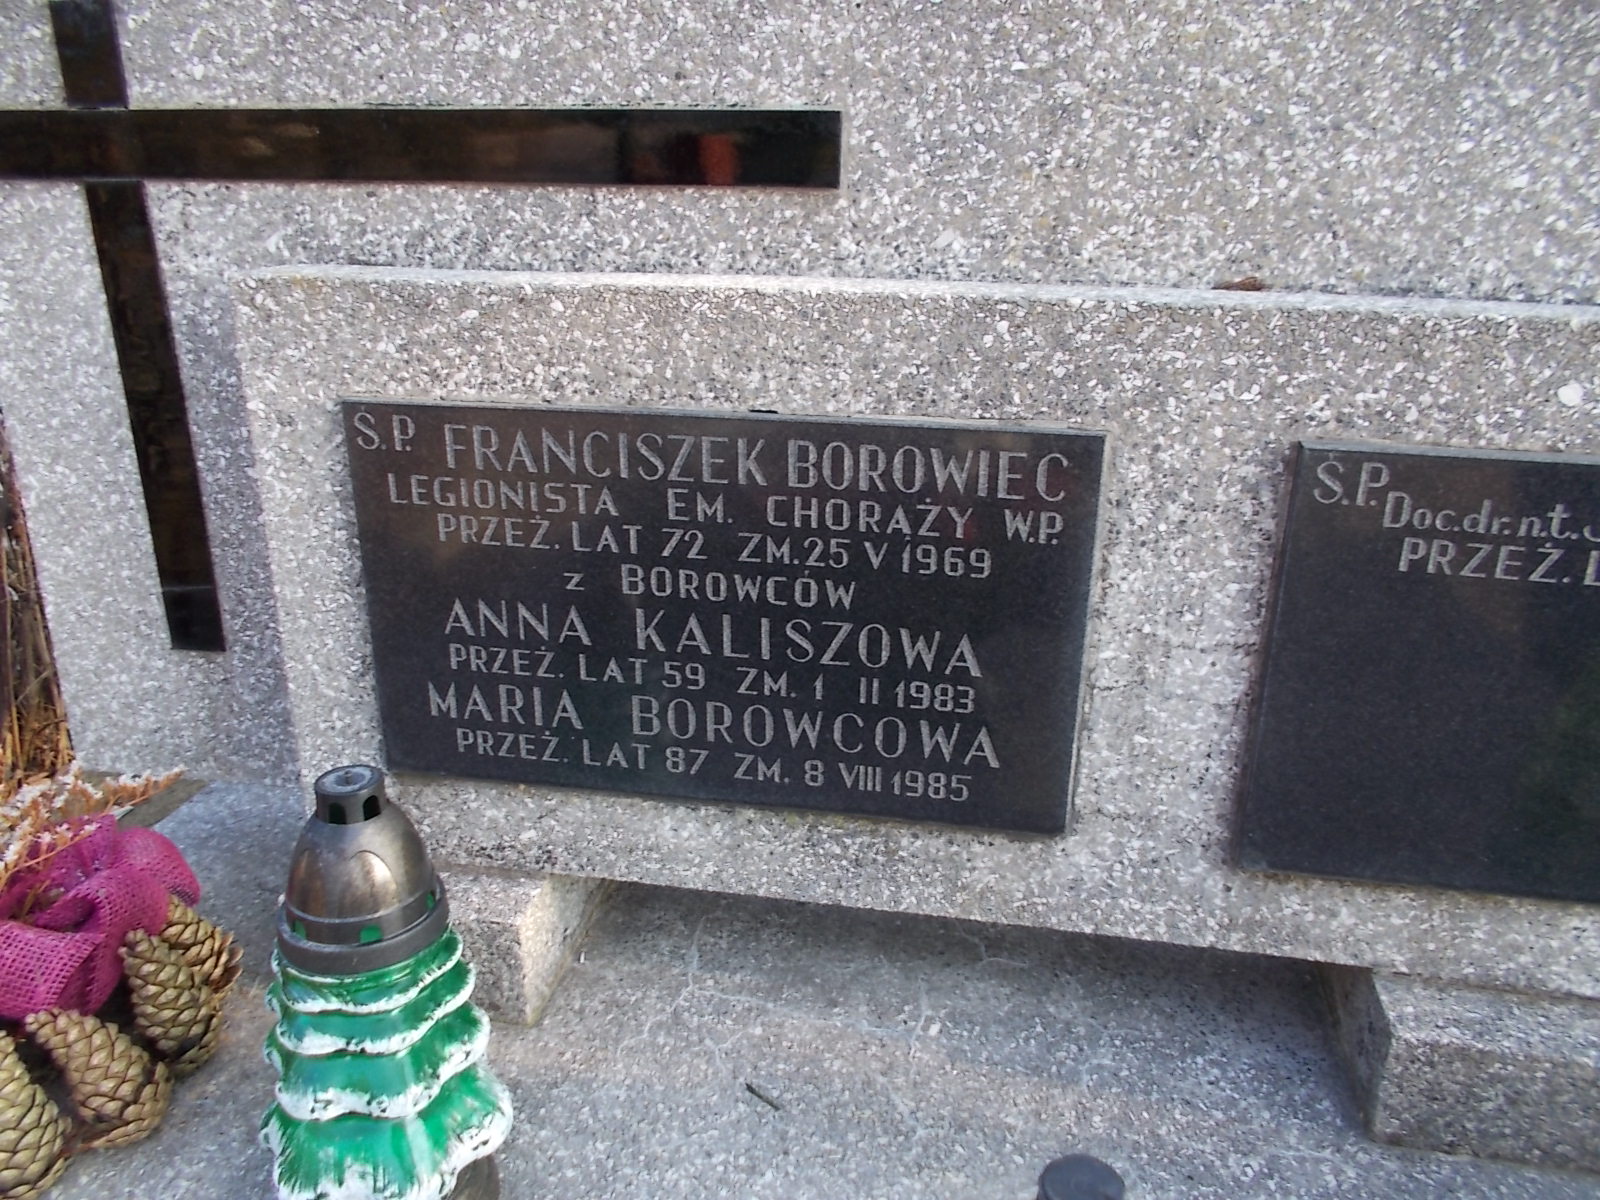 Ś.P. FRANCISZEK BOROWIEC
LEGIONISTA EM. CHORĄŻY W.P.
PRZEŻ. LAT 72 ZM. 25 V 1969
Z BOROWCÓW
ANNA KALISZOWA
PRZEŻ. LAT 59 ZM. 1 II 1983
MARIA BOROWCOWA
PRZEŻ. LAT 87 ZM. 8 VIII 1985
Ś.P. Doc.dr.n.t.
PRZEŻ.